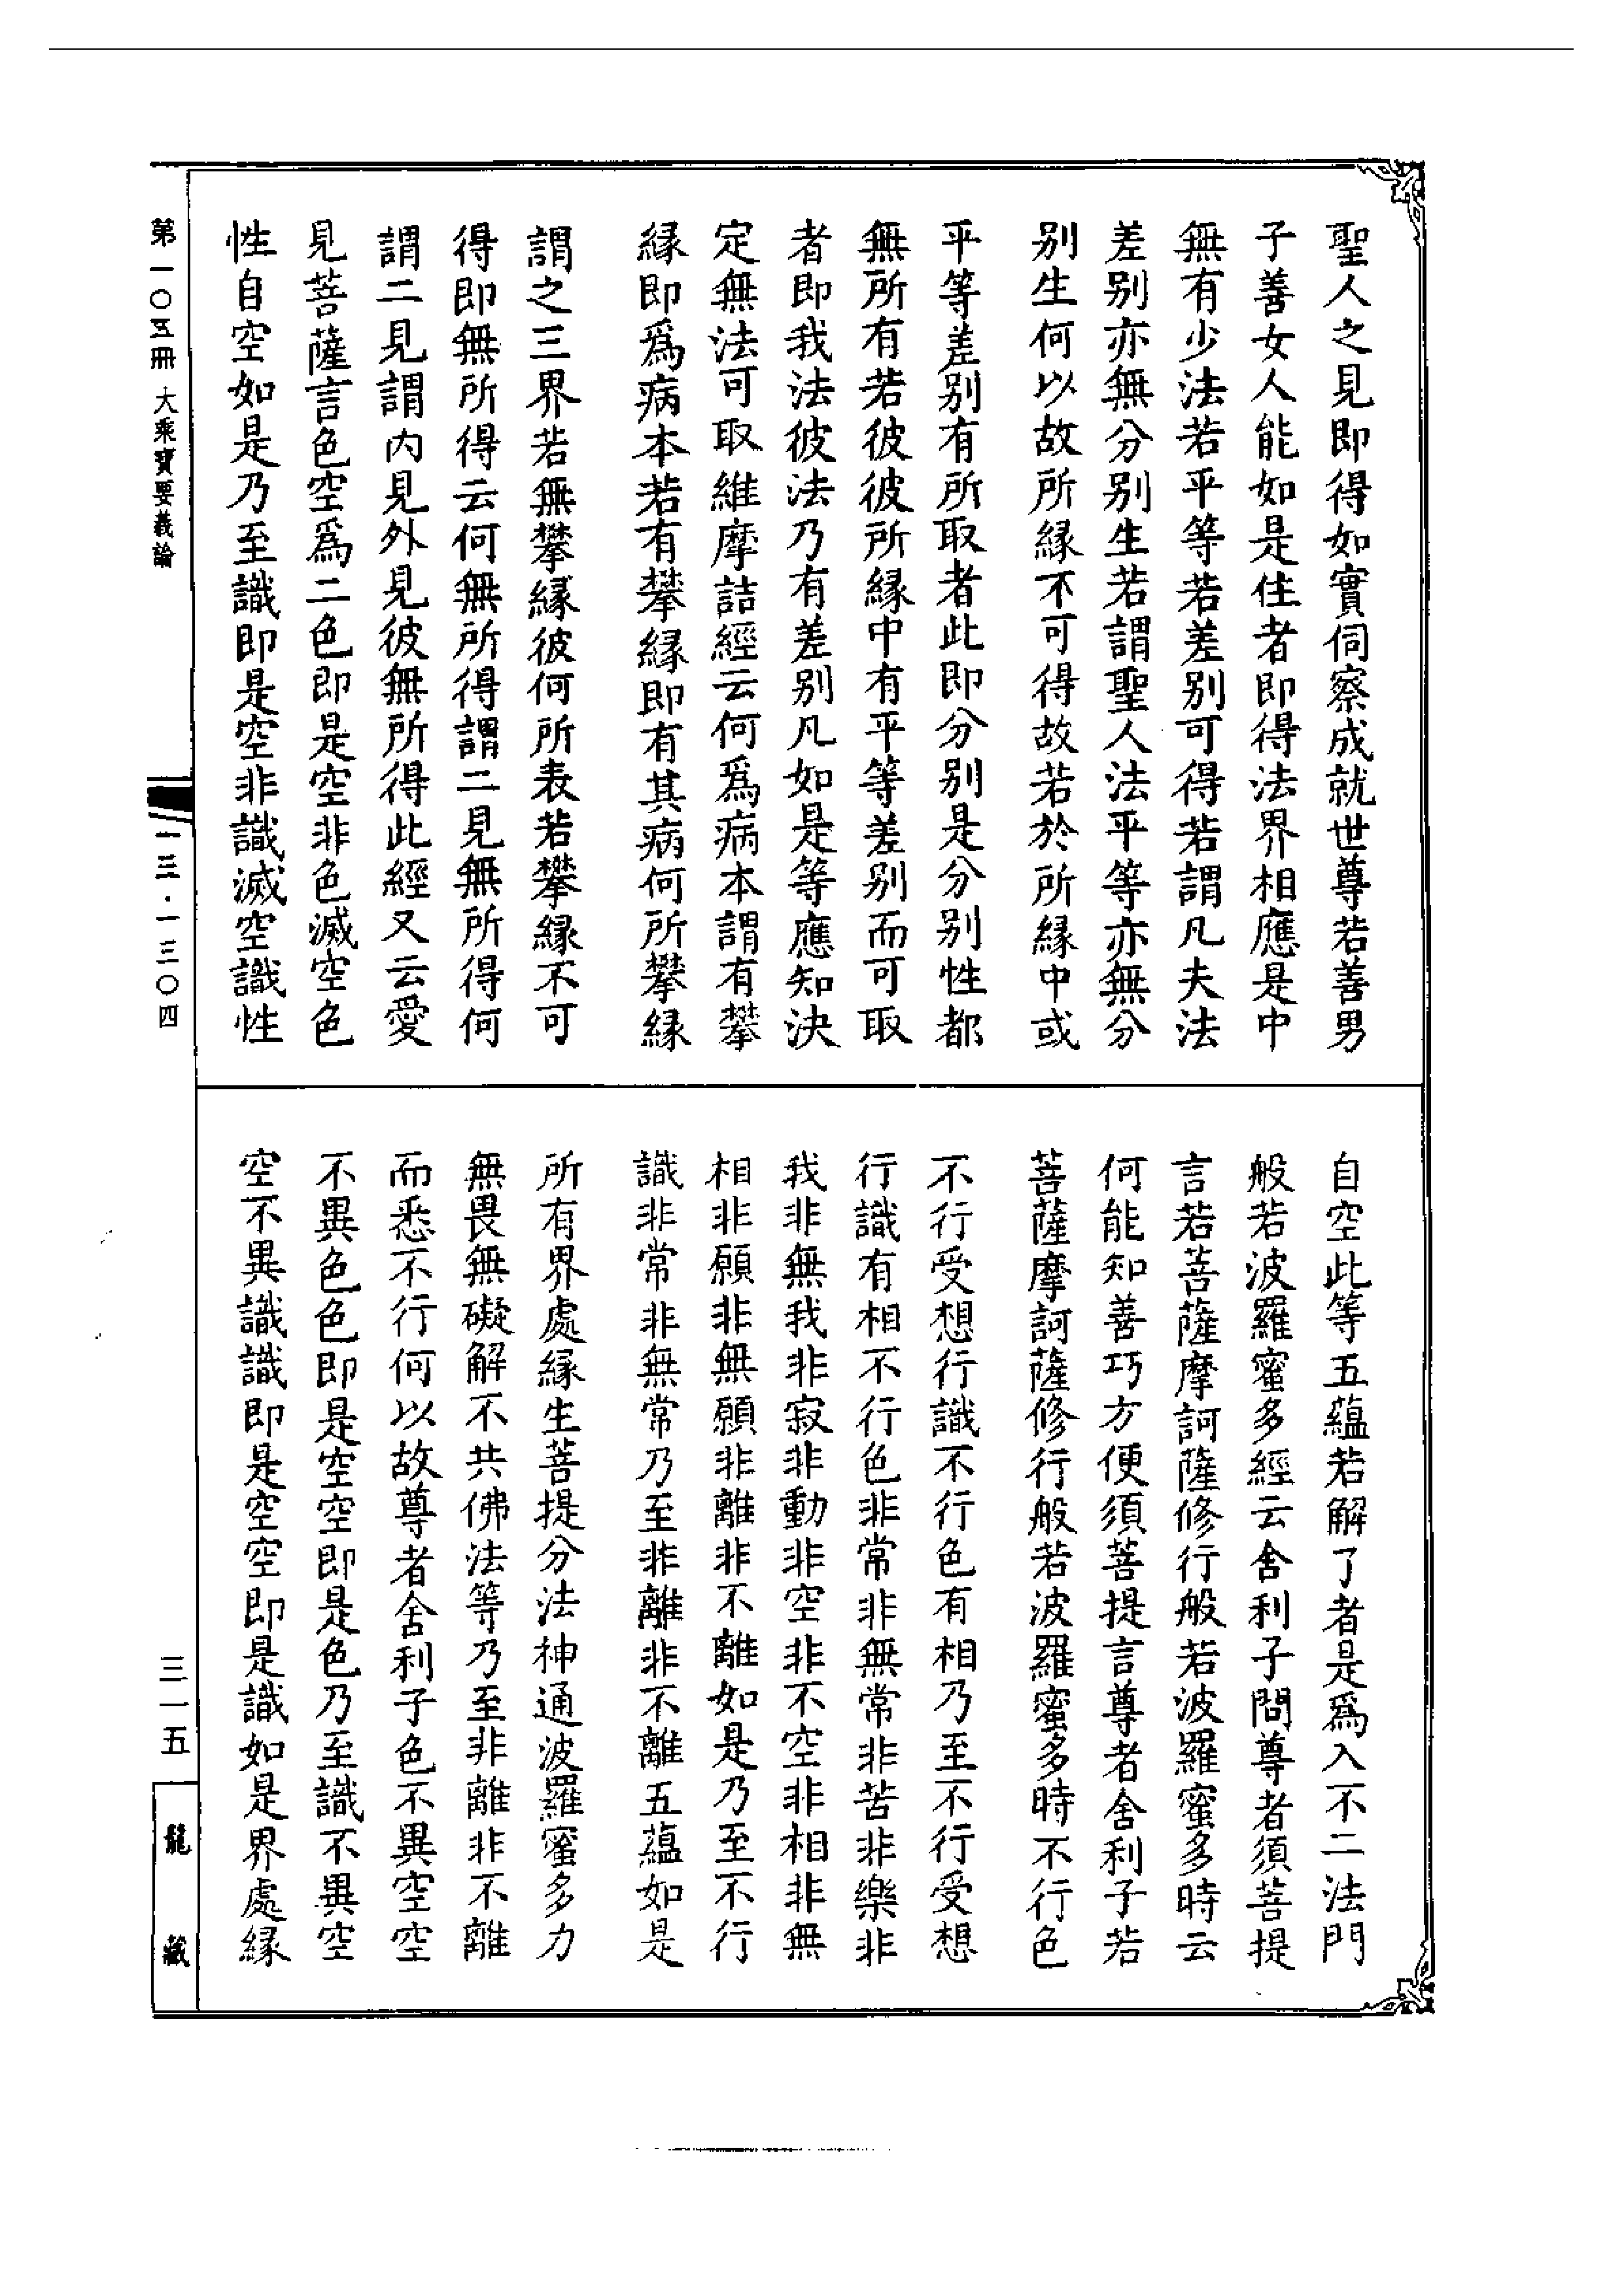 聖人之見即得如實伺察成就世尊若善男
子善女人能如是住者即得法界相應是中
無有少法若平等若差别可得若謂凡夫法
差别亦無分别生若謂聖人法平等亦無分
别生何以故所縁不可得故若於所縁中或
平等差别有所取者此即分别是分别性都
無所有若彼彼所縁中有平等差别而可取
者即我法彼法乃有差别凡如是等應知決
定無法可取維摩詰經云何爲病本謂有攀
縁即爲病本若有攀縁即有其病何所攀縁
謂之三界若無攀縁彼何所表若攀縁不可
得即無所得云何無所得謂二見無所得何
謂二見謂内見外見彼無所得此經又云愛
見菩薩言色空爲二色即是空非色滅空色
性自空如是乃至識即是空非識滅空識性
自空此等五藴若解了者是爲入不二法門
般若波羅蜜多經云舍利子問尊者須菩提
言若菩薩摩訶薩修行般若波羅蜜多時云
何能知善巧方便須菩提言尊者舍利子若
菩薩摩訶薩修行般若波羅蜜多時不行色
不行受想行識不行色有相乃至不行受想
行識有相不行色非常非無常非苦非樂非
我非無我非寂非動非空非不空非相非無
相非願非無願非離非不離如是乃至不行
識非常非無常乃至非離非不離五藴如是
所有界處縁生菩提分法神通波羅蜜多力
無畏無礙解不共佛法等乃至非離非不離
而悉不行何以故尊者舍利子色不異空空
不異色色即是空空即是色乃至識不異空
空不異識識即是空空即是識如是界處縁
第一〇五冊 大乘寶要義論
一三·一三〇四
三一五
龍藏